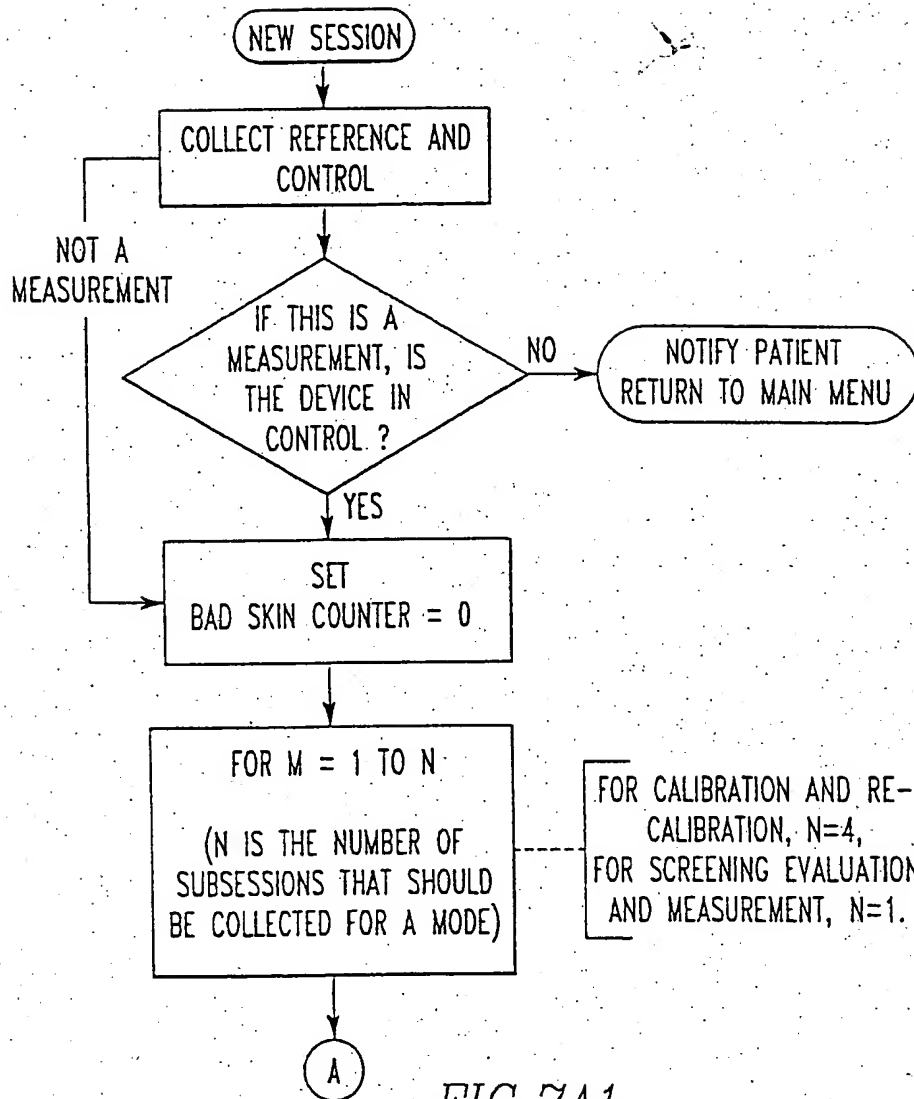 NEW SESSION
COLLECT REFERENCE AND
CONTROL
NOT A
MEASUREMENT
IF THIS IS A
MEASUREMENT, IS
THE DEVICE IN
CONTROL ?
NO
NOTIFY PATIENT
RETURN TO MAIN MENU
YES
SET
BAD SKIN COUNTER = 0
FOR M = 1 TO N
(N IS THE NUMBER OF
SUBSESSIONS THAT SHOULD
BE COLLECTED FOR A MODE)
FOR CALIBRATION AND RE-
CALIBRATION, N=4,
FOR SCREENING EVALUATION
AND MEASUREMENT, N=1.
A
FIG. 7A1